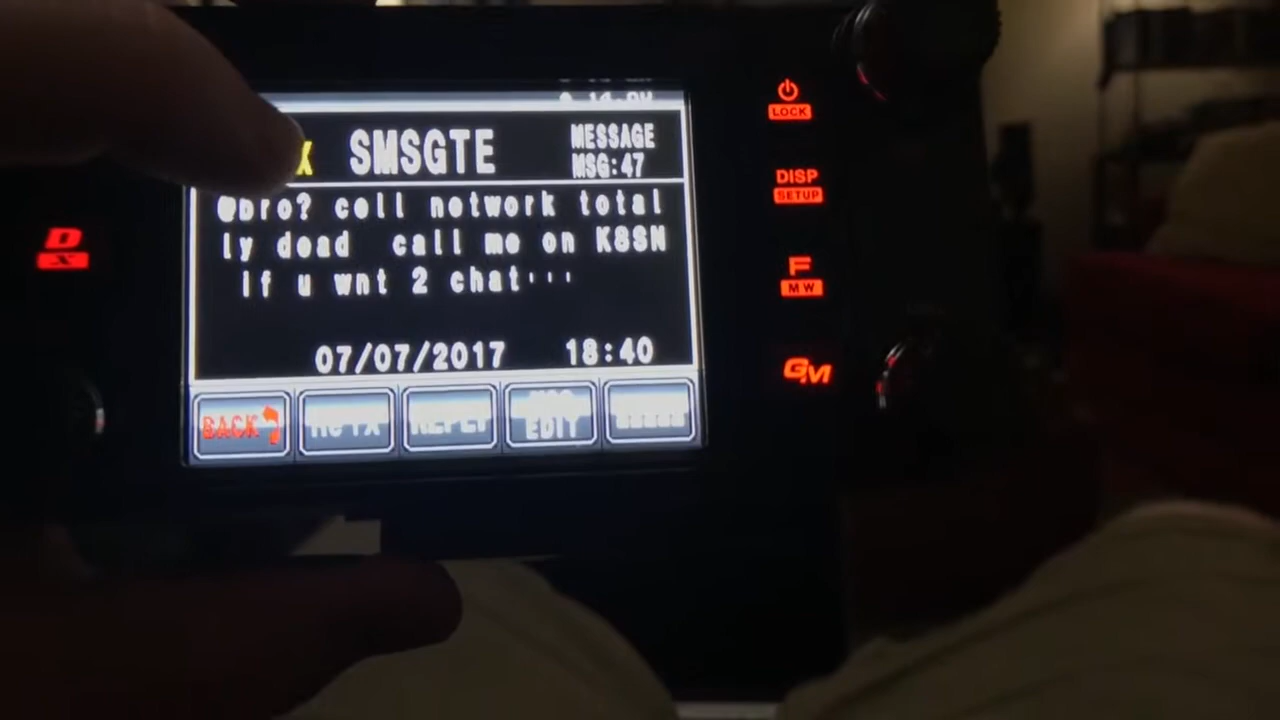 SMSGTE
MESSAGE
MSG:47
@bro? cell network total
ly dead call me on K8SN
if u wnt 2 chat...
07/07/2017 18:40
BACK
EDIT
LOCK
DISP
SETUP
F
MW
GM
D
X